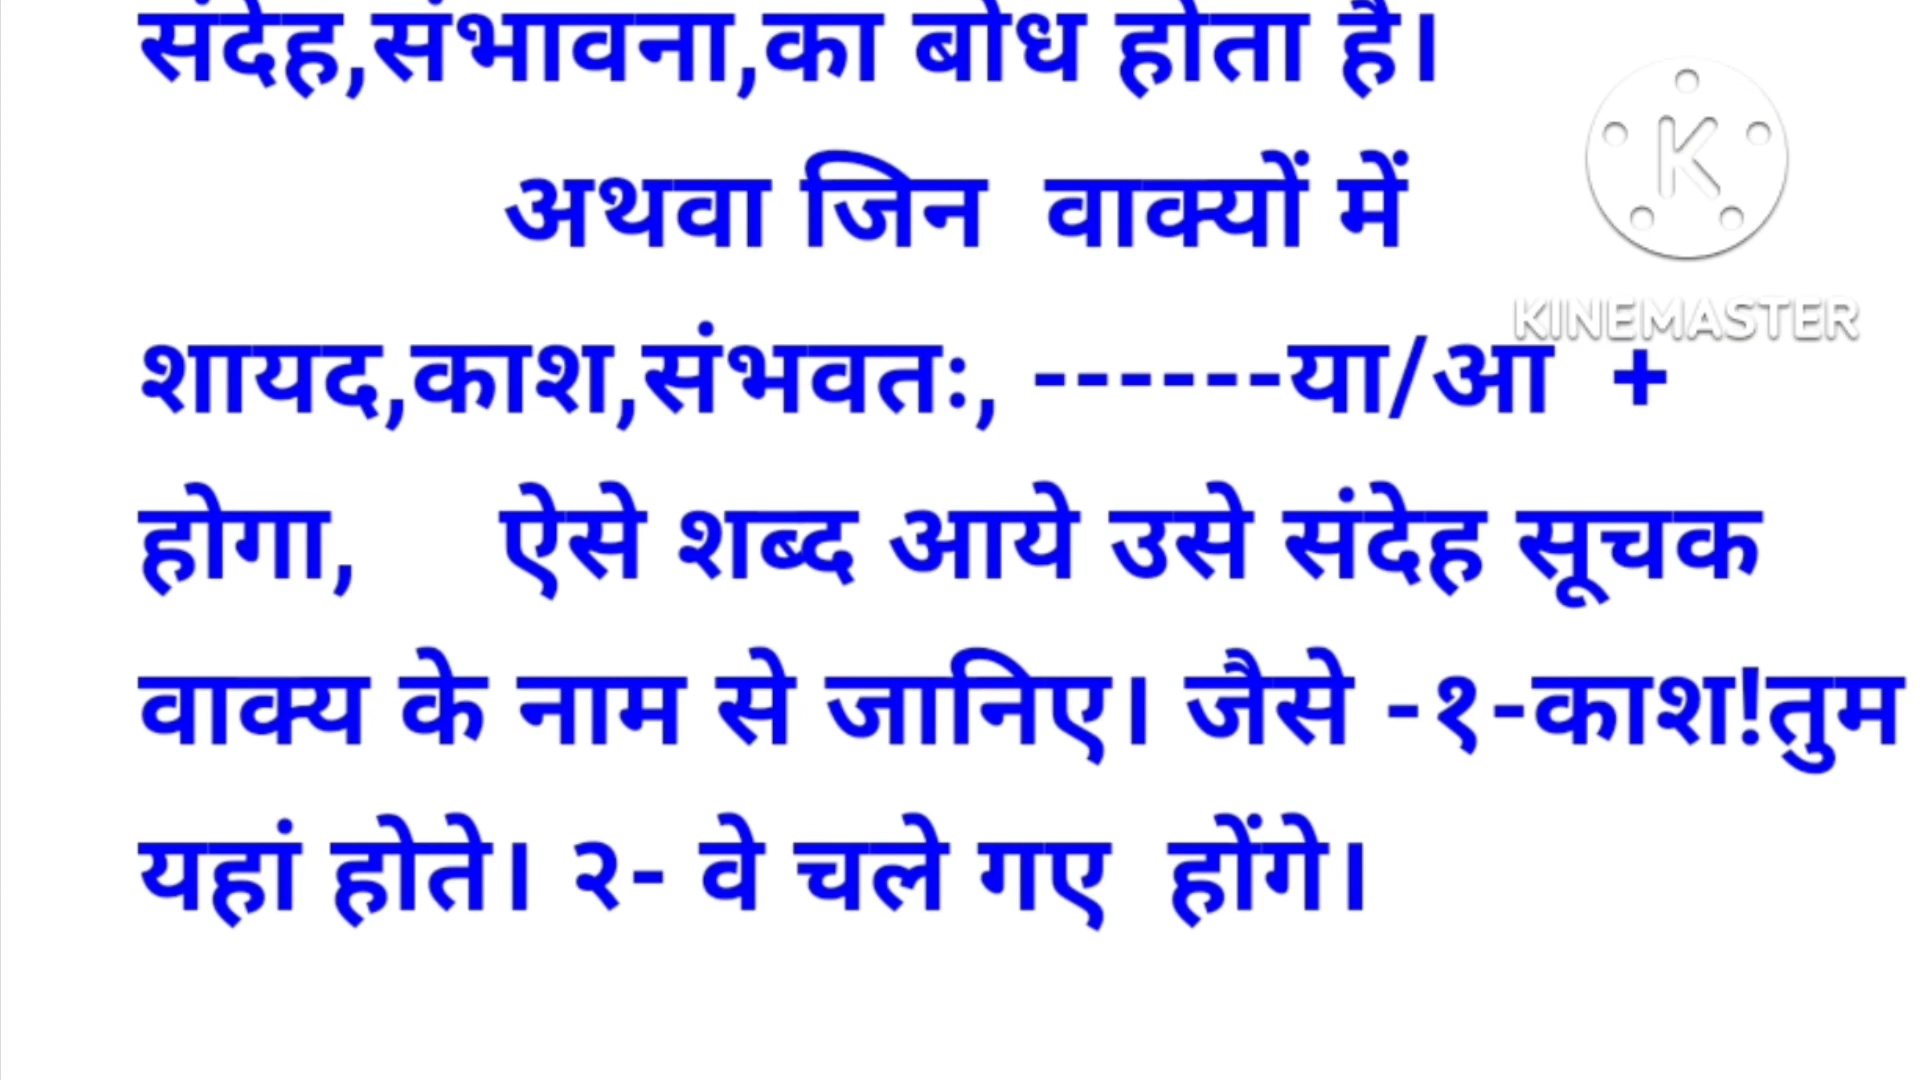 संदेह,संभावना,का बोध होता है।
अथवा जिन वाक्यों में
शायद,काश,संभवतः, ------या/आ +
होगा, ऐसे शब्द आये उसे संदेह सूचक
वाक्य के नाम से जानिए। जैसे -१-काश!तुम
यहां होते। २- वे चले गए होंगे।
K
KINEMASTER